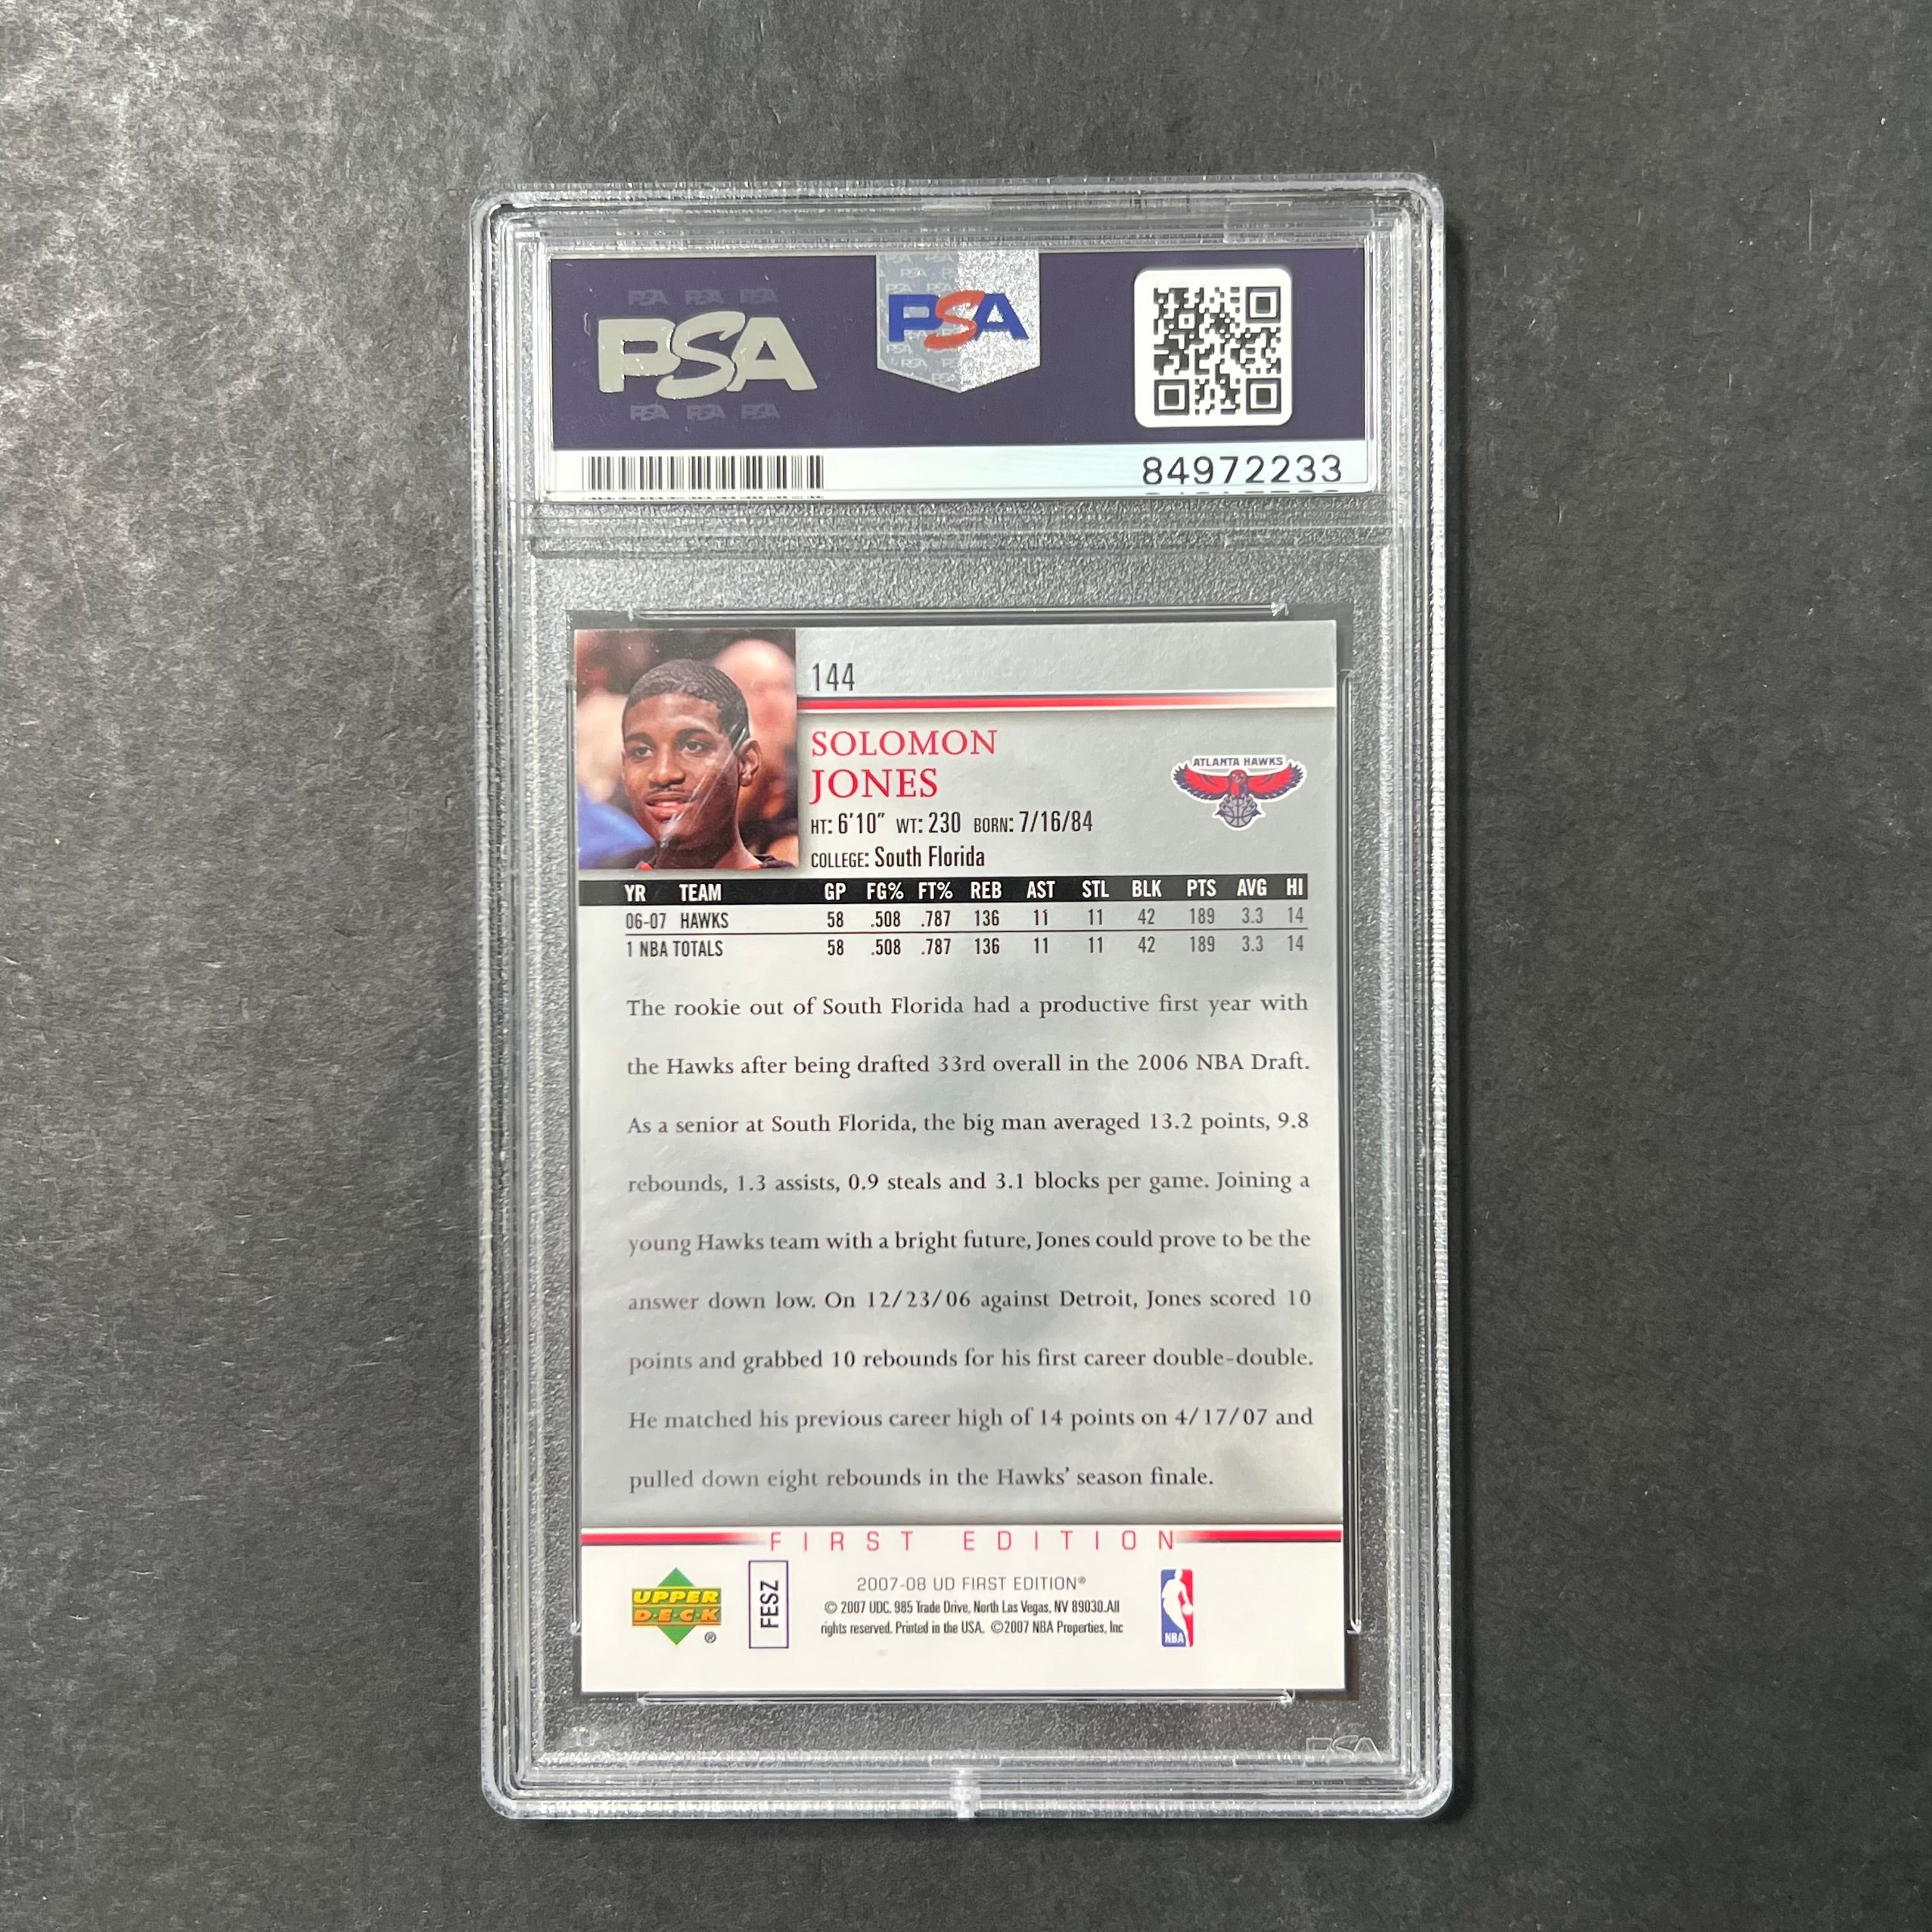 PSA PSA PSA
PSA
PSA PSA PSA
PSA
84972233
144
SOLOMON
JONES
ATLANTA HAWKS
HT: 6'10" WT: 230 BORN: 7/16/84
COLLEGE: South Florida
YR TEAM GP FG% FT% REB AST STL BLK PTS AVG HI
06-07 HAWKS 58 .508 .787 136 11 11 42 189 3.3 14
1 NBA TOTALS 58 .508 .787 136 11 11 42 189 3.3 14
The rookie out of South Florida had a productive first year with
the Hawks after being drafted 33rd overall in the 2006 NBA Draft.
As a senior at South Florida, the big man averaged 13.2 points, 9.8
rebounds, 1.3 assists, 0.9 steals and 3.1 blocks per game. Joining a
young Hawks team with a bright future, Jones could prove to be the
answer down low. On 12/23/06 against Detroit, Jones scored 10
points and grabbed 10 rebounds for his first career double-double.
He matched his previous career high of 14 points on 4/17/07 and
pulled down eight rebounds in the Hawks' season finale.
FIRST EDITION
UPPER
D·E·C·K
®
FESZ
2007-08 UD FIRST EDITION®
© 2007 UDC. 985 Trade Drive, North Las Vegas, NV 89030.All
rights reserved. Printed in the USA. ©2007 NBA Properties, Inc
NBA
PSA